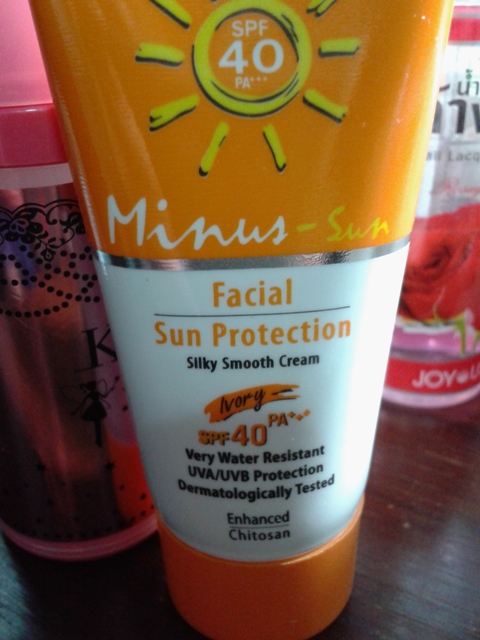 SPF
40
PA+++
Minus-Sun
Facial
Sun Protection
Silky Smooth Cream
Ivory
SPF40 PA+++
Very Water Resistant
UVA/UVB Protection
Dermatologically Tested
Enhanced
Chitosan
K
JOY